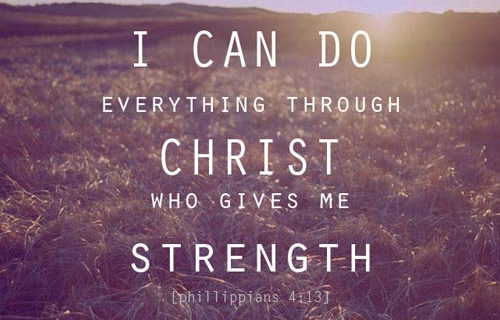 I CAN DO
EVERYTHING THROUGH
CHRIST
WHO GIVES ME
STRENGTH
[phillippians 4:13]